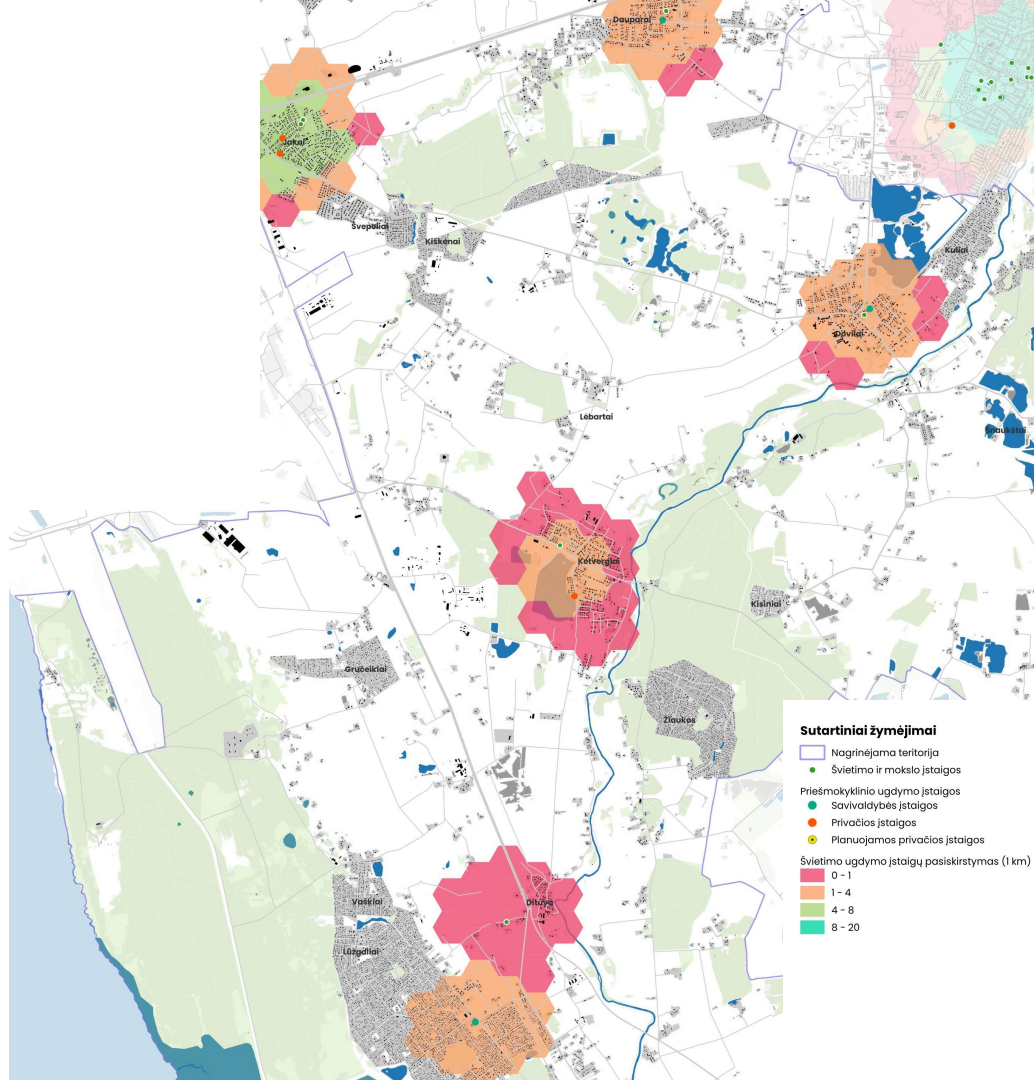 Dauparai
Jakai
Švepeliai
Kiškėnai
Kuliai
Dovilai
Lėbartai
Šnaukštai
Ketvergiai
Kisiniai
Gručeikiai
Žiaukos
Sutartiniai žymėjimai
Nagrinėjama teritorija
Švietimo ir mokslo įstaigos
Priešmokyklinio ugdymo įstaigos
Savivaldybės įstaigos
Privačios įstaigos
Planuojamos privačios įstaigos
Švietimo ugdymo įstaigų pasiskirstymas (1 km)
0 - 1
1 - 4
4 - 8
8 - 20
Vaškiai
Dituva
Lūžgaliai